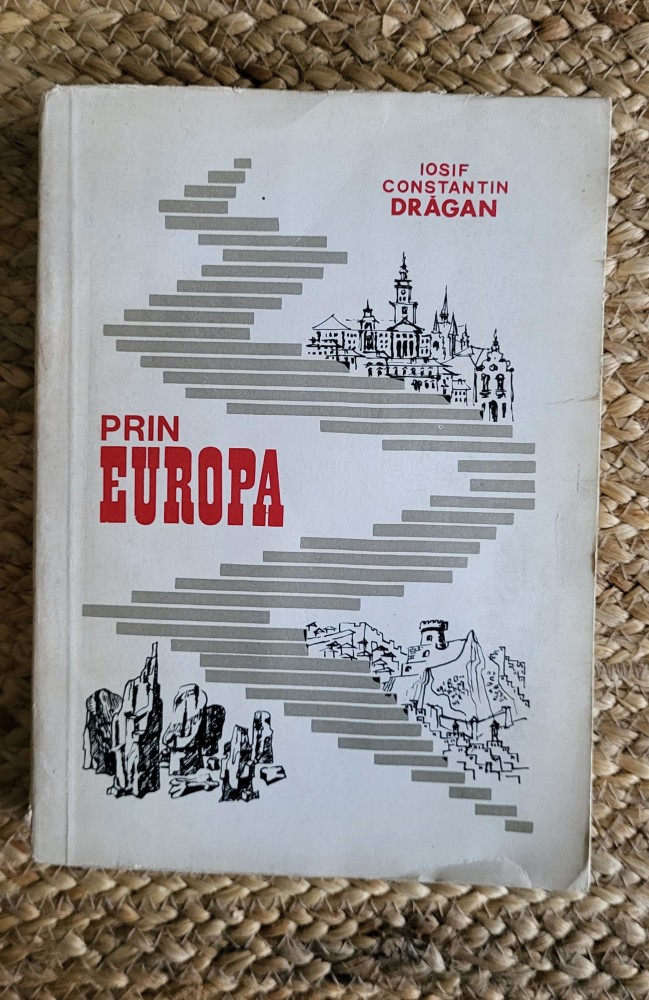 IOSIF
CONSTANTIN
DRĂGAN
PRIN
EUROPA